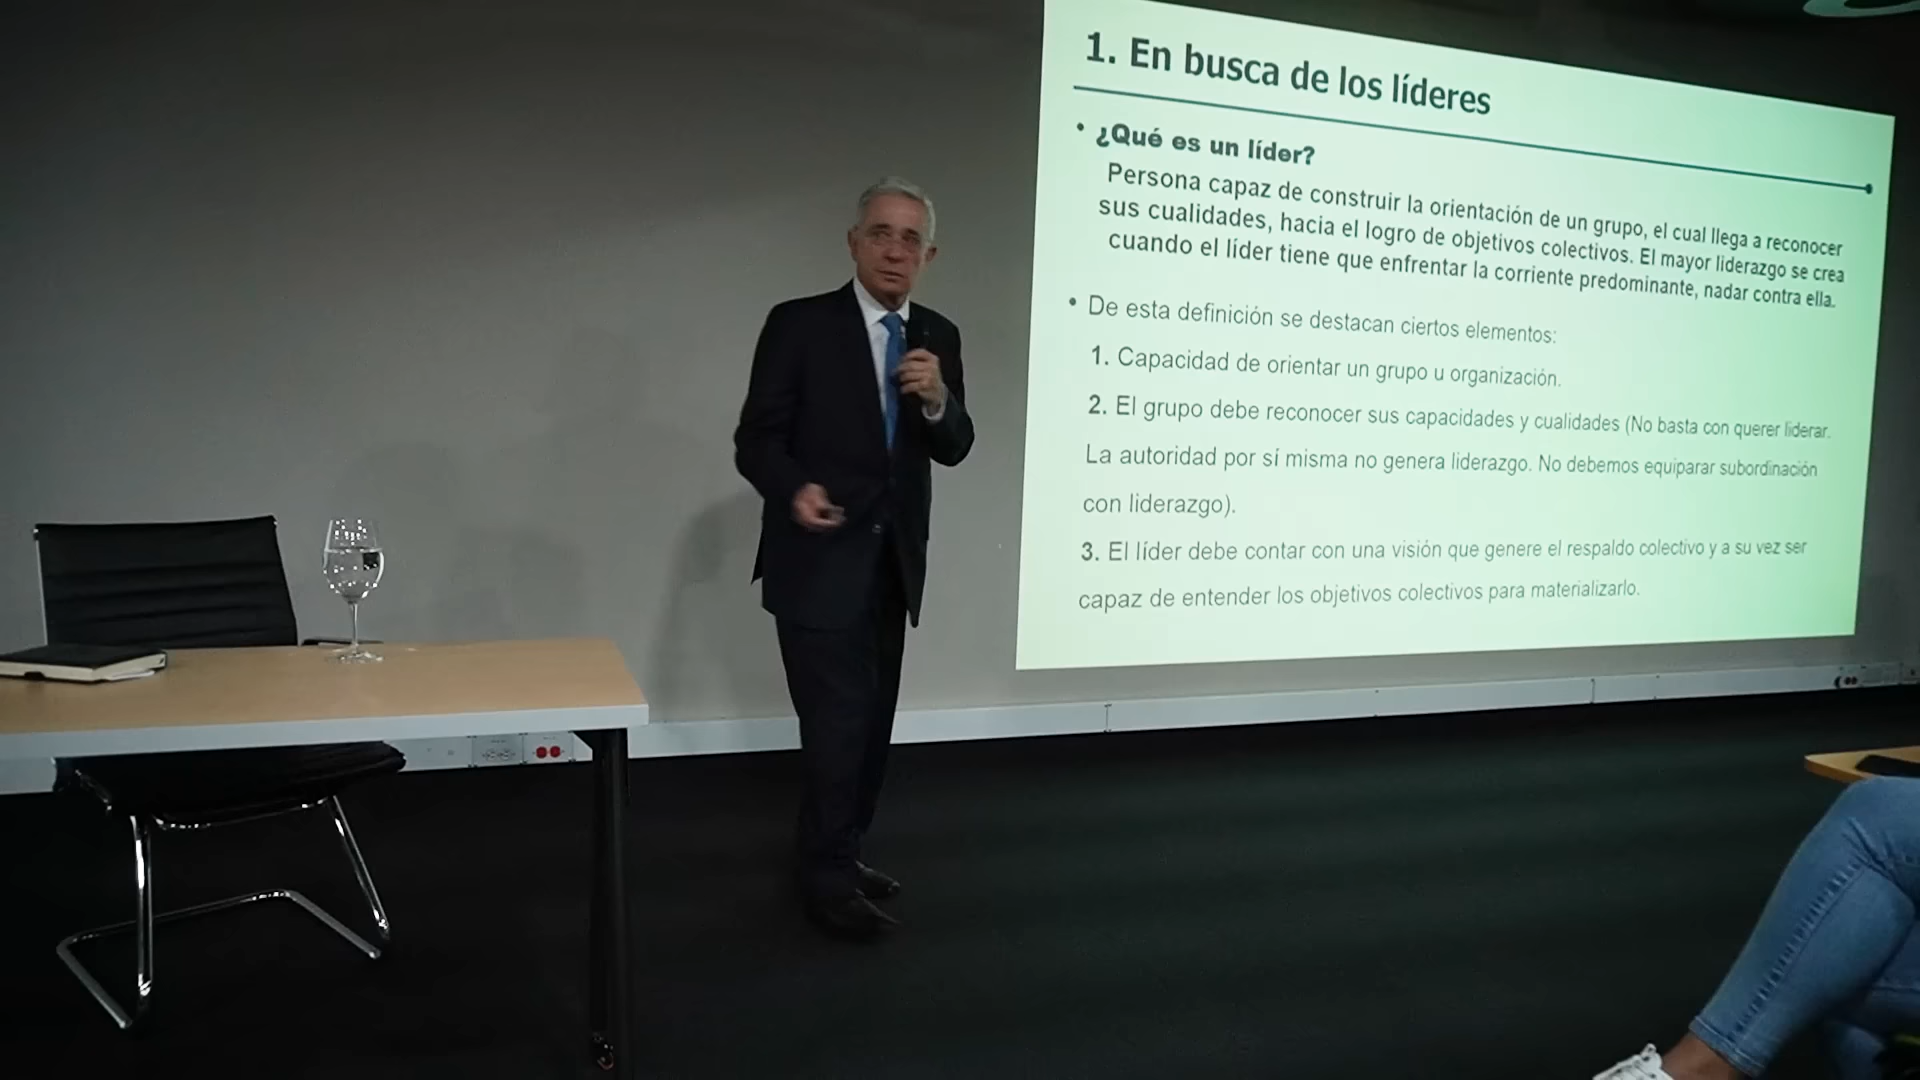 1. En busca de los líderes
• ¿Qué es un líder?
Persona capaz de construir la orientación de un grupo, el cual llega a reconocer
sus cualidades, hacia el logro de objetivos colectivos. El mayor liderazgo se crea
cuando el líder tiene que enfrentar la corriente predominante, nadar contra ella.
• De esta definición se destacan ciertos elementos:
1. Capacidad de orientar un grupo u organización.
2. El grupo debe reconocer sus capacidades y cualidades (No basta con querer liderar.
La autoridad por sí misma no genera liderazgo. No debemos equiparar subordinación
con liderazgo).
3. El líder debe contar con una visión que genere el respaldo colectivo y a su vez ser
capaz de entender los objetivos colectivos para materializarlo.